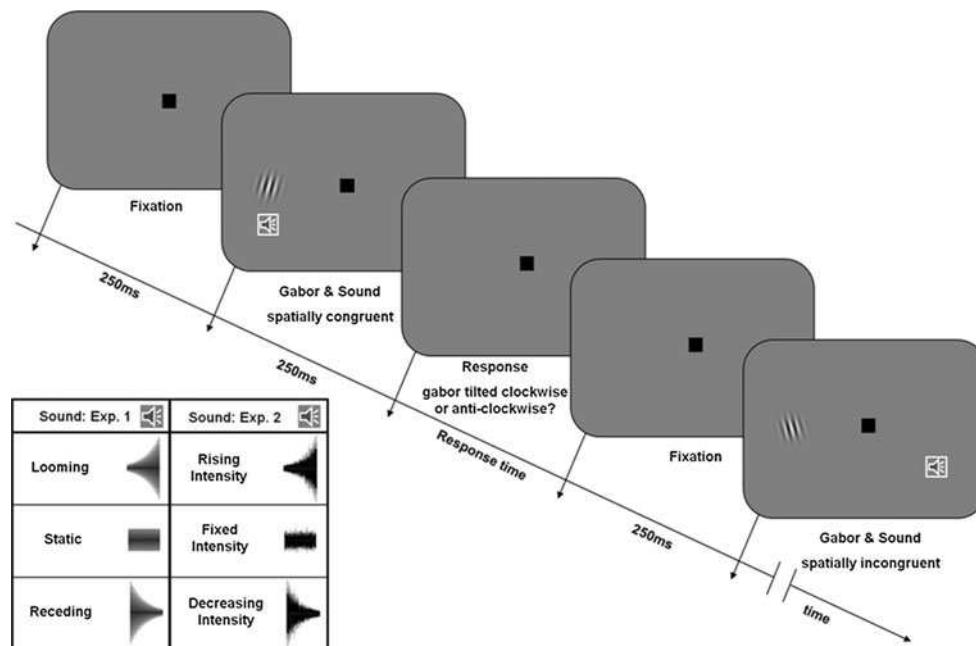 Fixation
250ms
Gabor & Sound
spatially congruent
250ms
Response
gabor tilted clockwise
or anti-clockwise?
Response time
Fixation
250ms
Gabor & Sound
spatially incongruent
time
Sound: Exp. 1
Sound: Exp. 2
Looming
Rising
Intensity
Static
Fixed
Intensity
Receding
Decreasing
Intensity